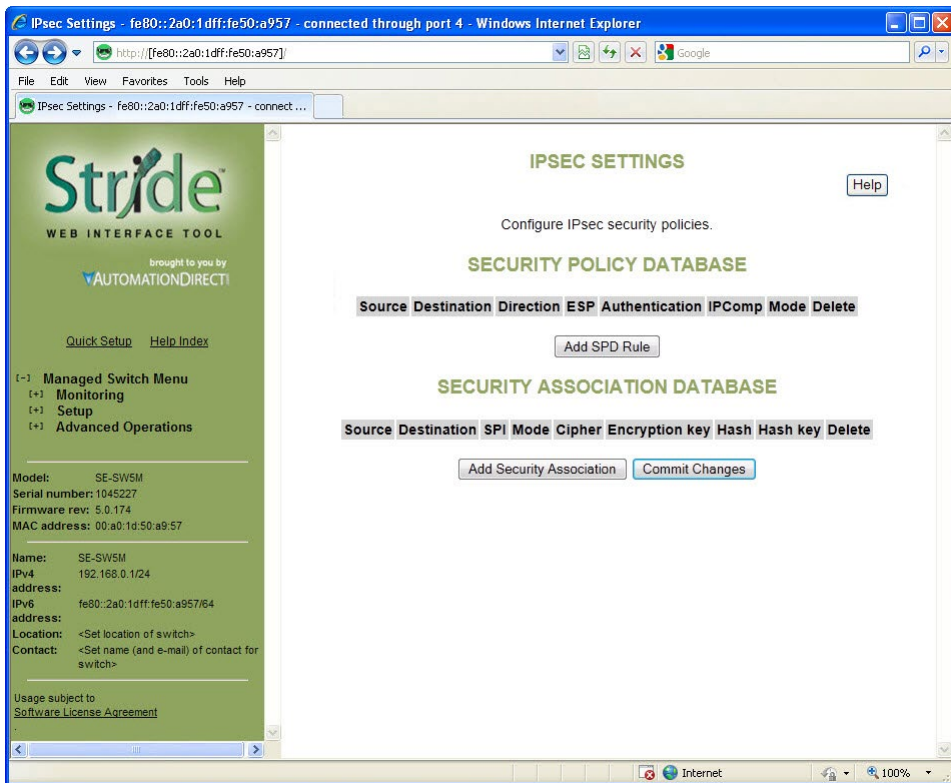 IPsec Settings - fe80::2a0:1dff:fe50:a957 - connected through port 4 - Windows Internet Explorer
http://[fe80::2a0:1dff:fe50:a957]/
Google
File Edit View Favorites Tools Help
IPsec Settings - fe80::2a0:1dff:fe50:a957 - connect ...
Stride™
WEB INTERFACE TOOL
brought to you by
AUTOMATIONDIRECT
Quick Setup Help Index
[-] Managed Switch Menu
[+] Monitoring
[+] Setup
[+] Advanced Operations
Model: SE-SW5M
Serial number: 1045227
Firmware rev: 5.0.174
MAC address: 00:a0:1d:50:a9:57
Name: SE-SW5M
IPv4 address: 192.168.0.1/24
IPv6 address: fe80::2a0:1dff:fe50:a957/64
Location: <Set location of switch>
Contact: <Set name (and e-mail) of contact for
switch>
Usage subject to
Software License Agreement
.
IPSEC SETTINGS
Help
Configure IPsec security policies.
SECURITY POLICY DATABASE
Source Destination Direction ESP Authentication IPComp Mode Delete
Add SPD Rule
SECURITY ASSOCIATION DATABASE
Source Destination SPI Mode Cipher Encryption key Hash Hash key Delete
Add Security Association Commit Changes
Internet
100%